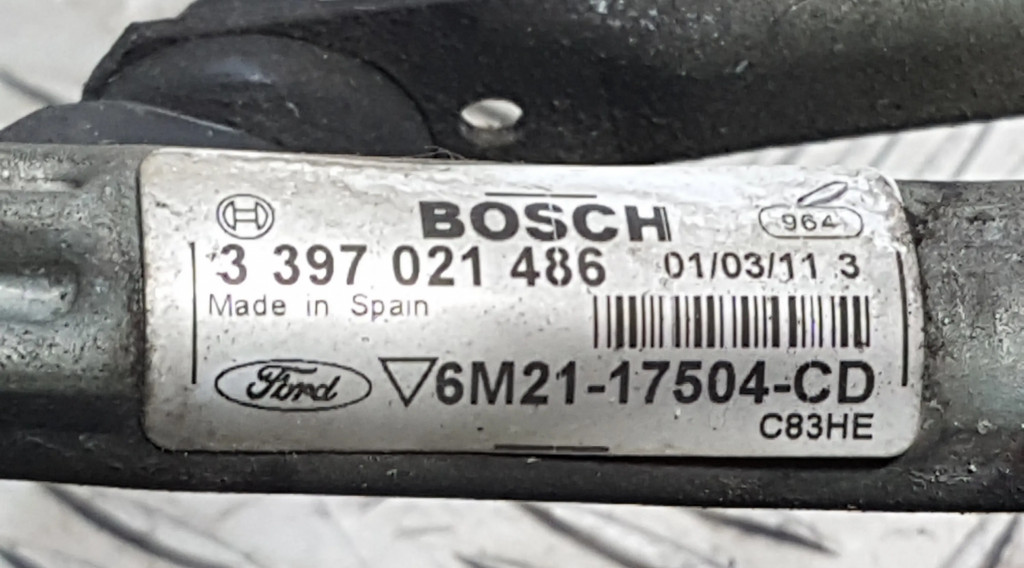 BOSCH
964
3 397 021 486 01/03/11 3
Made in Spain
Ford 6M21-17504-CD
C83HE